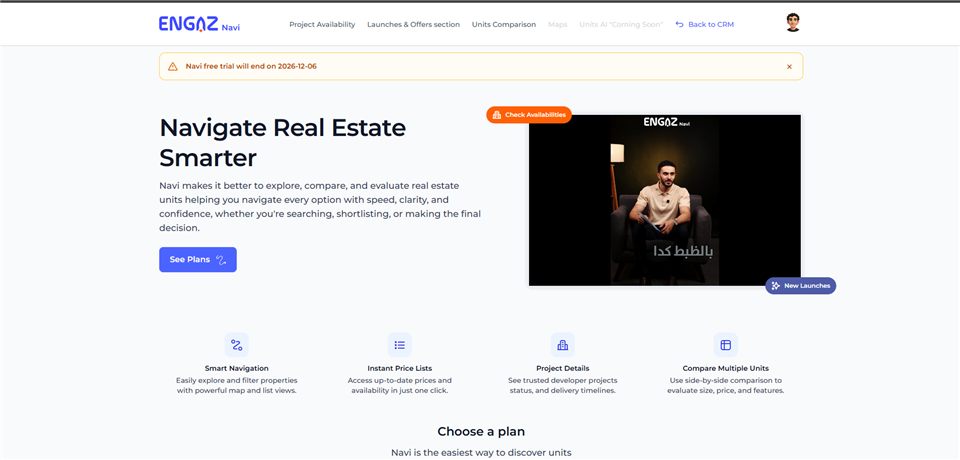 ENGAZ Navi
Project Availability
Launches & Offers section
Units Comparison
Maps
Units AI "Coming Soon"
Back to CRM
Navi free trial will end on 2026-12-06
Navigate Real Estate
Smarter
Navi makes it better to explore, compare, and evaluate real estate
units helping you navigate every option with speed, clarity, and
confidence, whether you're searching, shortlisting, or making the final
decision.
See Plans
Check Availabilities
ENGAZ Navi
بالظبط كدا
New Launches
Smart Navigation
Easily explore and filter properties
with powerful map and list views.
Instant Price Lists
Access up-to-date prices and
availability in just one click.
Project Details
See trusted developer projects
status, and delivery timelines.
Compare Multiple Units
Use side-by-side comparison to
evaluate size, price, and features.
Choose a plan
Navi is the easiest way to discover units